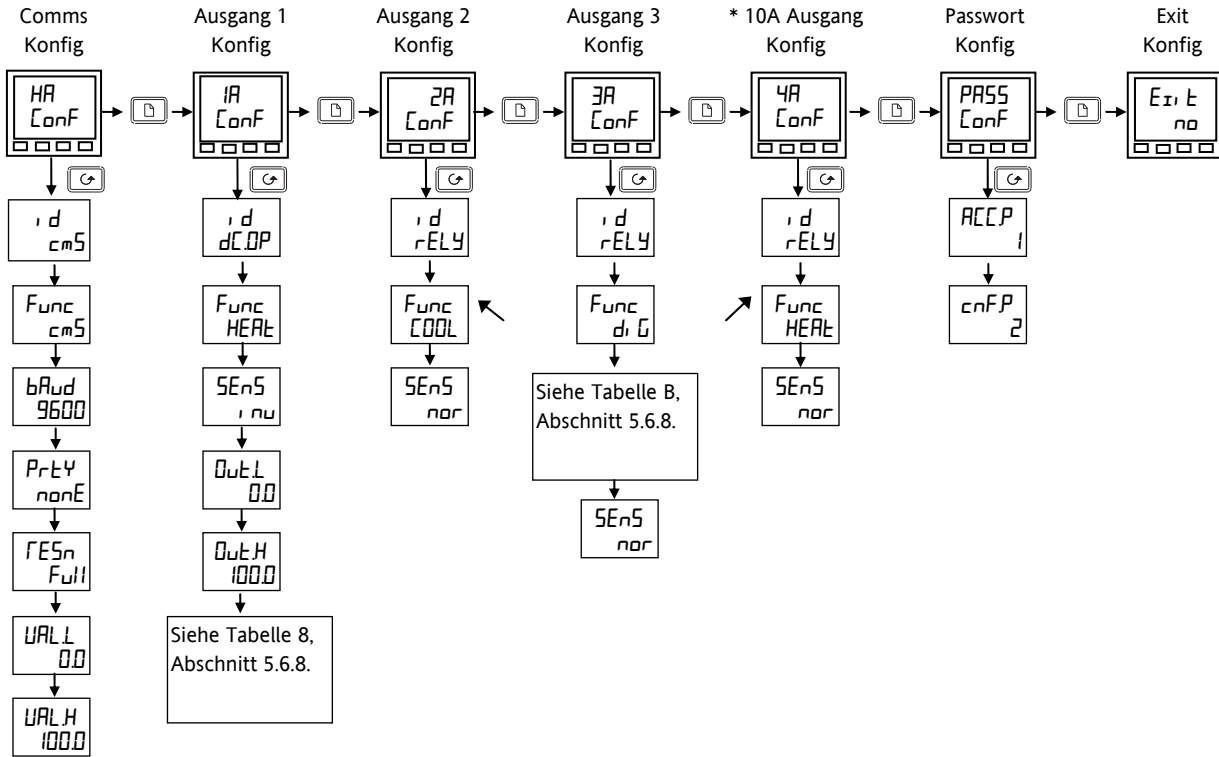 Comms
Konfig
HA
ConF
id
cmS
Func
cmS
bAud
9600
PrtY
nonE
rESn
Full
VAL.L
0.0
VAL.H
100.0
Ausgang 1
Konfig
1A
ConF
id
dC.OP
Func
HEAt
SEnS
inv
Out.L
0.0
Out.H
100.0
Siehe Tabelle 8,
Abschnitt 5.6.8.
Ausgang 2
Konfig
2A
ConF
id
rELY
Func
COOL
SEnS
nor
Ausgang 3
Konfig
3A
ConF
id
rELY
Func
diG
Siehe Tabelle B,
Abschnitt 5.6.8.
SEnS
nor
* 10A Ausgang
Konfig
4A
ConF
id
rELY
Func
HEAt
SEnS
nor
Passwort
Konfig
PASS
ConF
ACC.P
1
cnF.P
2
Exit
Konfig
Exit
no